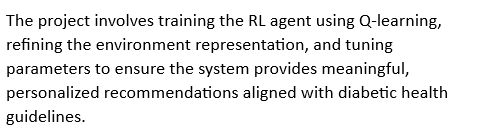 The project involves training the RL agent using Q-learning,
refining the environment representation, and tuning
parameters to ensure the system provides meaningful,
personalized recommendations aligned with diabetic health
guidelines.